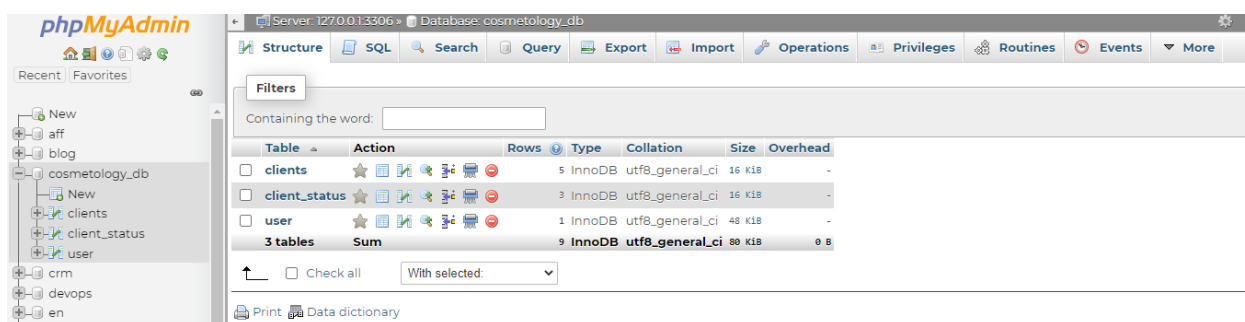 phpMyAdmin
Recent Favorites
New
aff
blog
cosmetology_db
New
clients
client_status
user
crm
devops
en
Server: 127.0.0.1:3306 » Database: cosmetology_db
Structure SQL Search Query Export Import Operations Privileges Routines Events More
Filters
Containing the word:
Table Action Rows Type Collation Size Overhead
clients 5 InnoDB utf8_general_ci 16 KiB -
client_status 3 InnoDB utf8_general_ci 16 KiB -
user 1 InnoDB utf8_general_ci 48 KiB -
3 tables Sum 9 InnoDB utf8_general_ci 80 KiB 0 B
Check all With selected:
Print Data dictionary